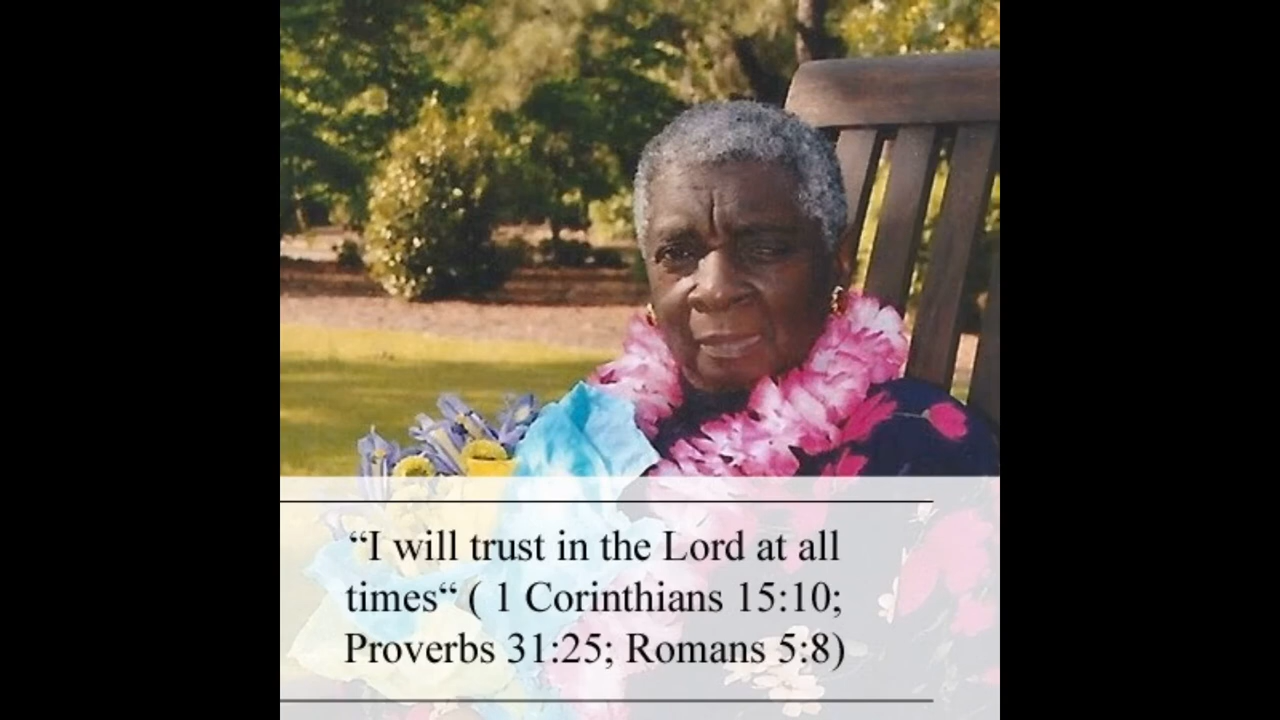 “I will trust in the Lord at all
times“ ( 1 Corinthians 15:10;
Proverbs 31:25; Romans 5:8)